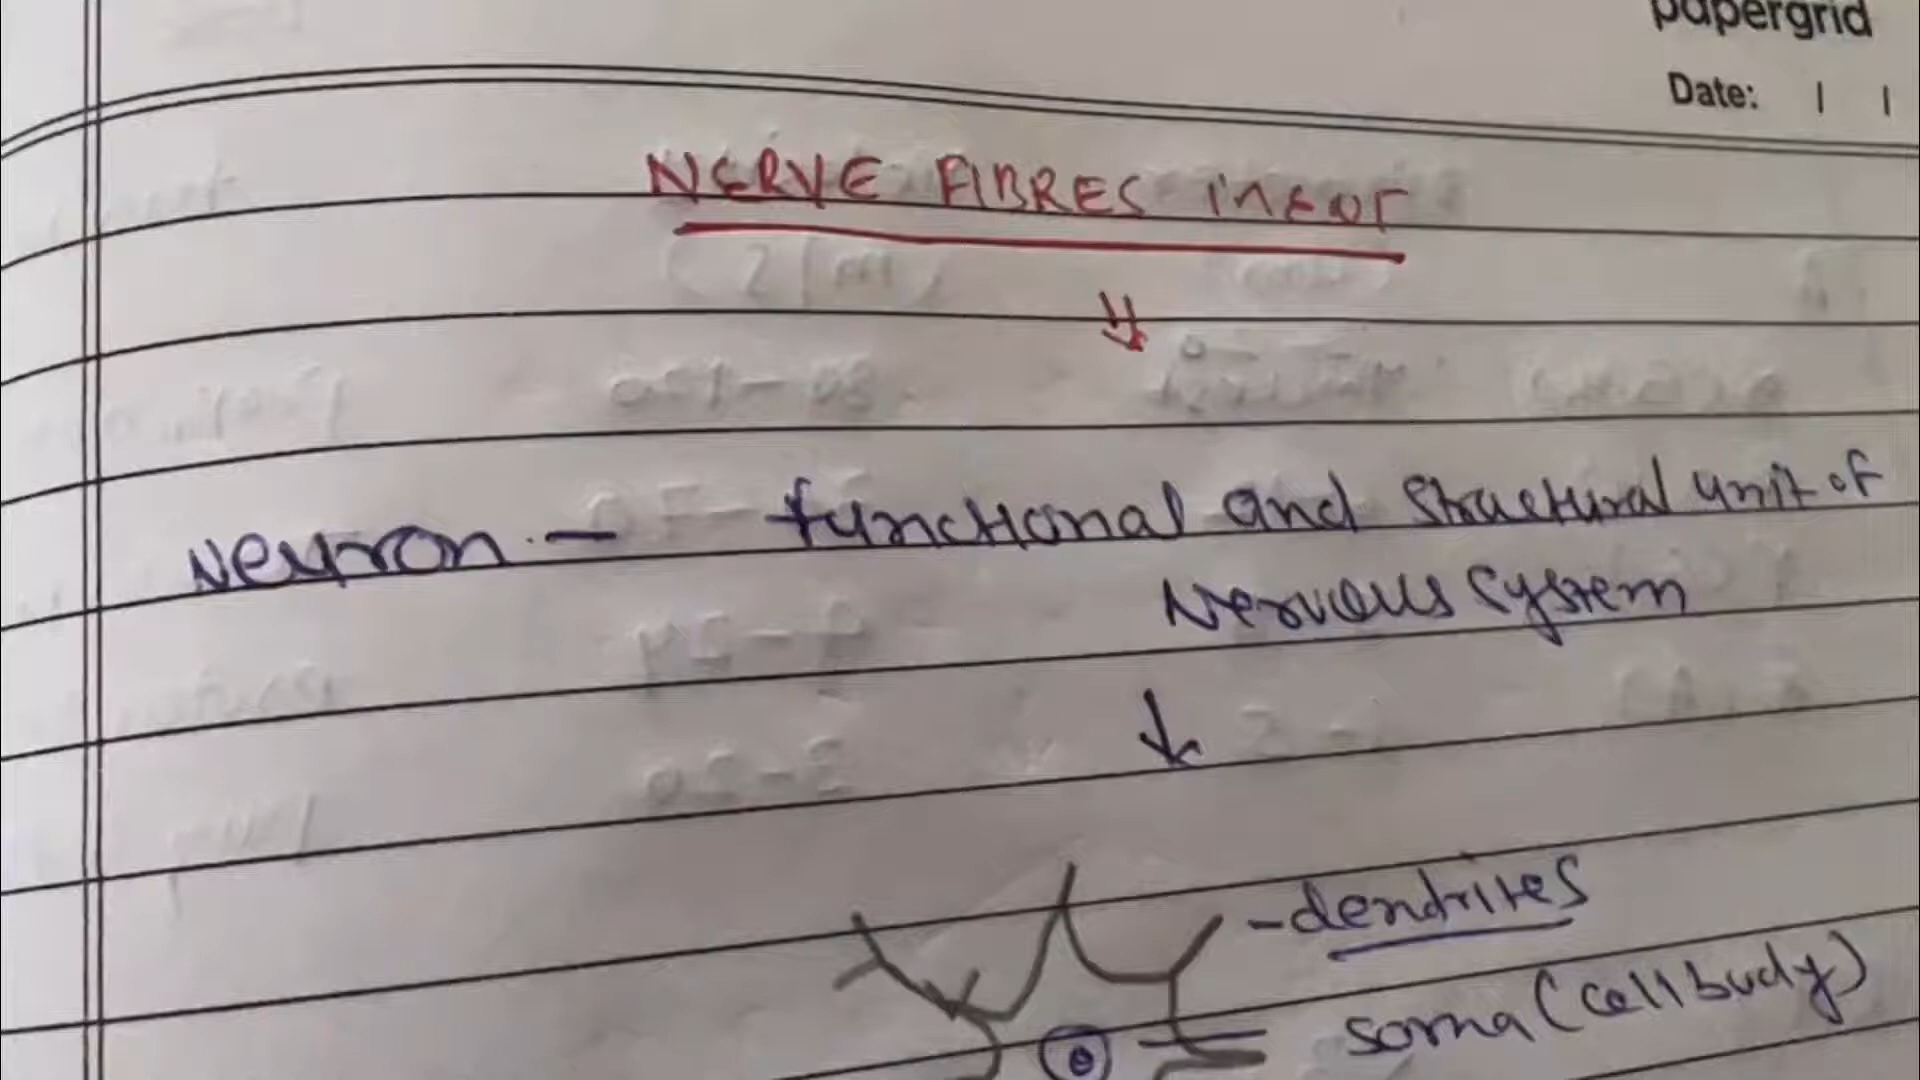 papergrid
Date: / /
NERVE FIBRES
Neuron - functional and structural unit of
Nervous system
- dendrites
soma (cell body)